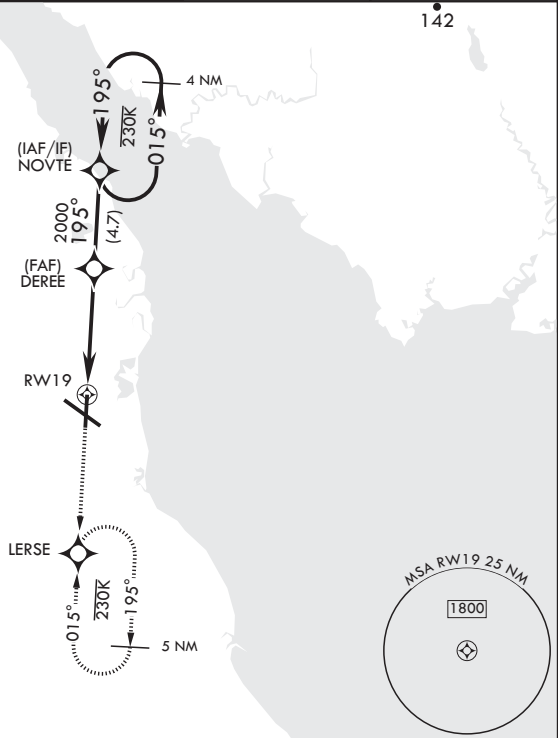 142
4 NM
195°
230K
015°
(IAF/IF)
NOVTE
2000
195°
(4.7)
(FAF)
DEREE
RW19
LERSE
230K
195°
015°
5 NM
MSA RW19 25 NM
1800